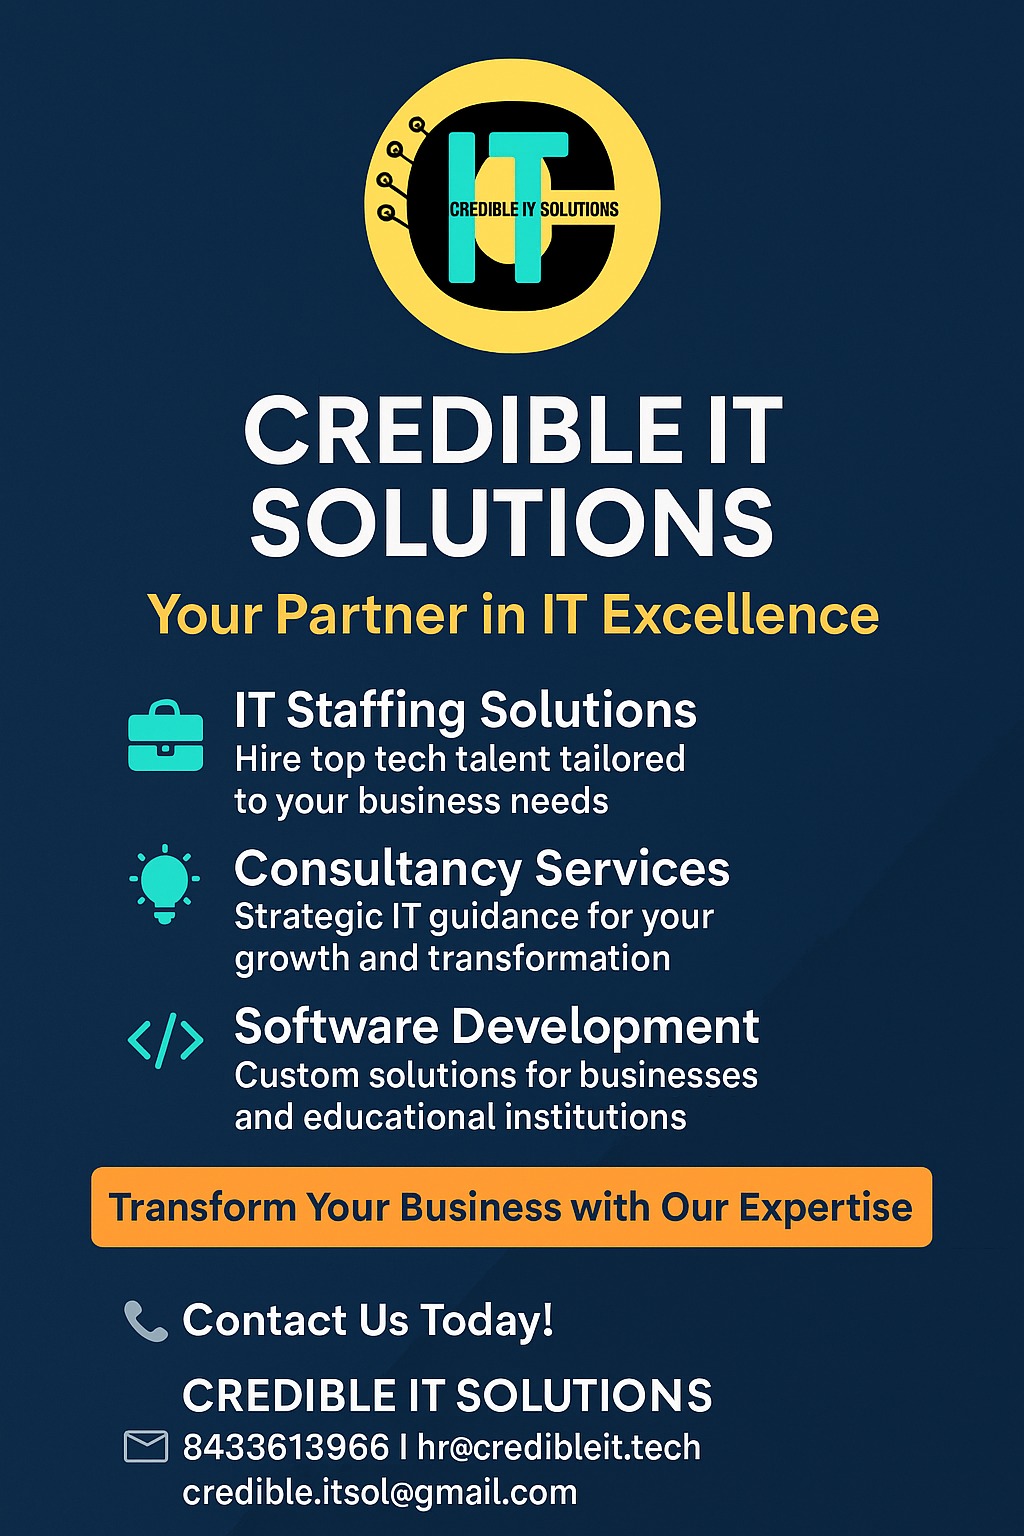 CREDIBLE IY SOLUTIONS
CREDIBLE IT
SOLUTIONS
Your Partner in IT Excellence
IT Staffing Solutions
Hire top tech talent tailored
to your business needs
Consultancy Services
Strategic IT guidance for your
growth and transformation
Software Development
Custom solutions for businesses
and educational institutions
Transform Your Business with Our Expertise
Contact Us Today!
CREDIBLE IT SOLUTIONS
8433613966 | hr@credibleit.tech
credible.itsol@gmail.com